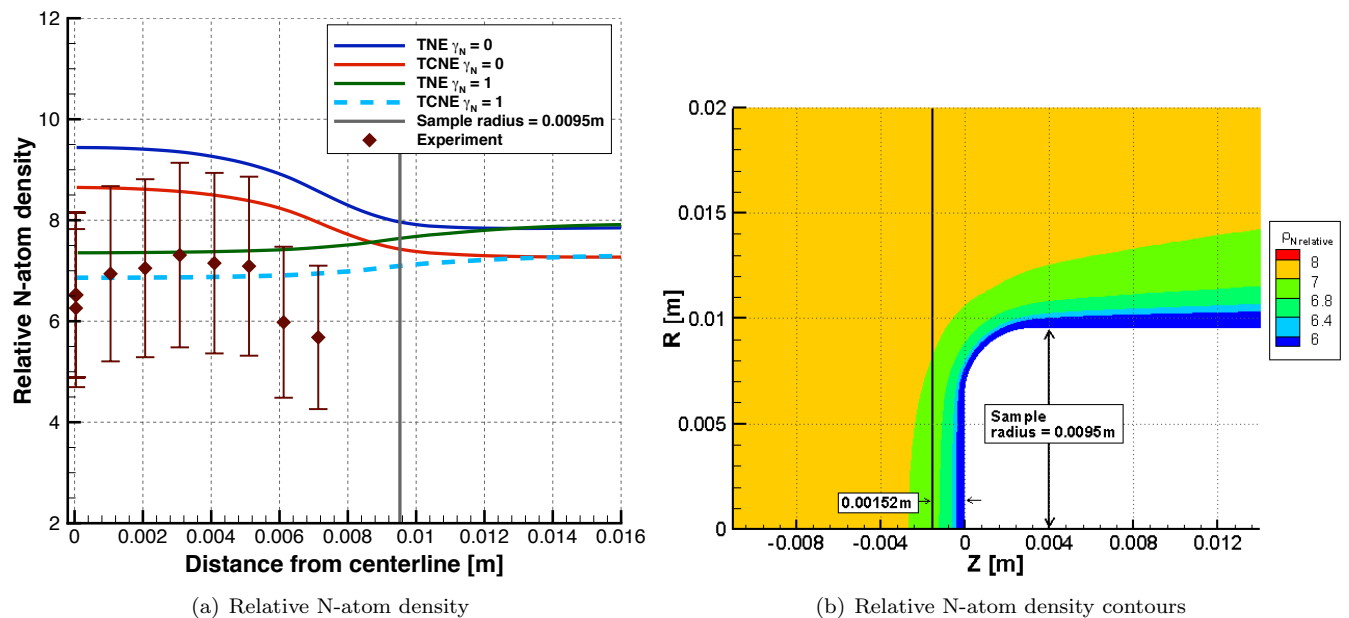 12
10
8
6
4
2
Relative N-atom density
TNE γN = 0
TCNE γN = 0
TNE γN = 1
TCNE γN = 1
Sample radius = 0.0095m
Experiment
0 0.002 0.004 0.006 0.008 0.01 0.012 0.014 0.016
Distance from centerline [m]
(a) Relative N-atom density
0.02
0.015
0.01
0.005
0
R [m]
ρN relative
8
7
6.8
6.4
6
Sample
radius = 0.0095m
0.00152m
-0.008 -0.004 0 0.004 0.008 0.012
Z [m]
(b) Relative N-atom density contours